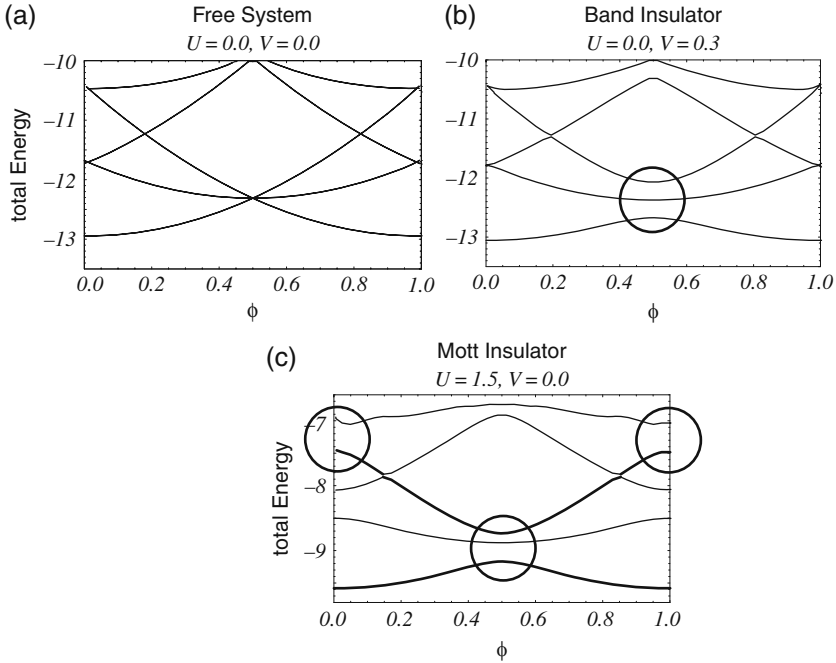 (a)
Free System
U = 0.0, V = 0.0
−10
−11
−12
−13
total Energy
0.0 0.2 0.4 0.6 0.8 1.0
ϕ
(b)
Band Insulator
U = 0.0, V = 0.3
−10
−11
−12
−13
total Energy
0.0 0.2 0.4 0.6 0.8 1.0
ϕ
(c)
Mott Insulator
U = 1.5, V = 0.0
−7
−8
−9
total Energy
0.0 0.2 0.4 0.6 0.8 1.0
ϕ